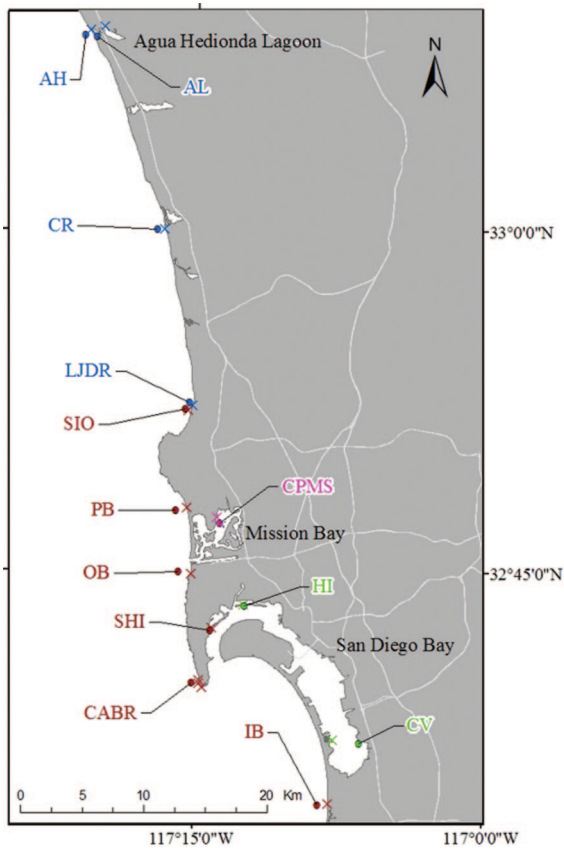 Agua Hedionda Lagoon
N
AH
AL
CR
33°0'0"N
LJDR
SIO
CPMS
PB
Mission Bay
OB
32°45'0"N
HI
SHI
San Diego Bay
CABR
IB
CV
0 5 10 20 Km
117°15'0"W 117°0'0"W